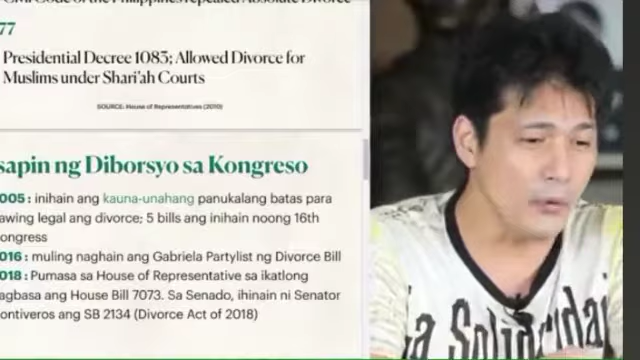 77
Presidential Decree 1083; Allowed Divorce for
Muslims under Shari'ah Courts
SOURCE: House of Representatives (2010)
sapin ng Diborsyo sa Kongreso
005 : inihain ang kauna-unahang panukalang batas para
awing legal ang divorce; 5 bills ang inihain noong 16th
ongress
016 : muling naghain ang Gabriela Partylist ng Divorce Bill
018 : Pumasa sa House of Representative sa ikatlong
agbasa ang House Bill 7073. Sa Senado, ihinain ni Senator
ontiveros ang SB 2134 (Divorce Act of 2018)